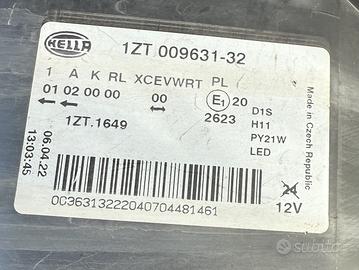 HELLA
1ZT 009631-32
1 A K RL XCEVWRT PL
01 02 00 00 00 E1 20
1ZT.1649 2623
D1S
H11
PY21W
LED
Made in Czech Republic
06.04.22
13:03:45
24
12V
0C36313222040704481461
subito